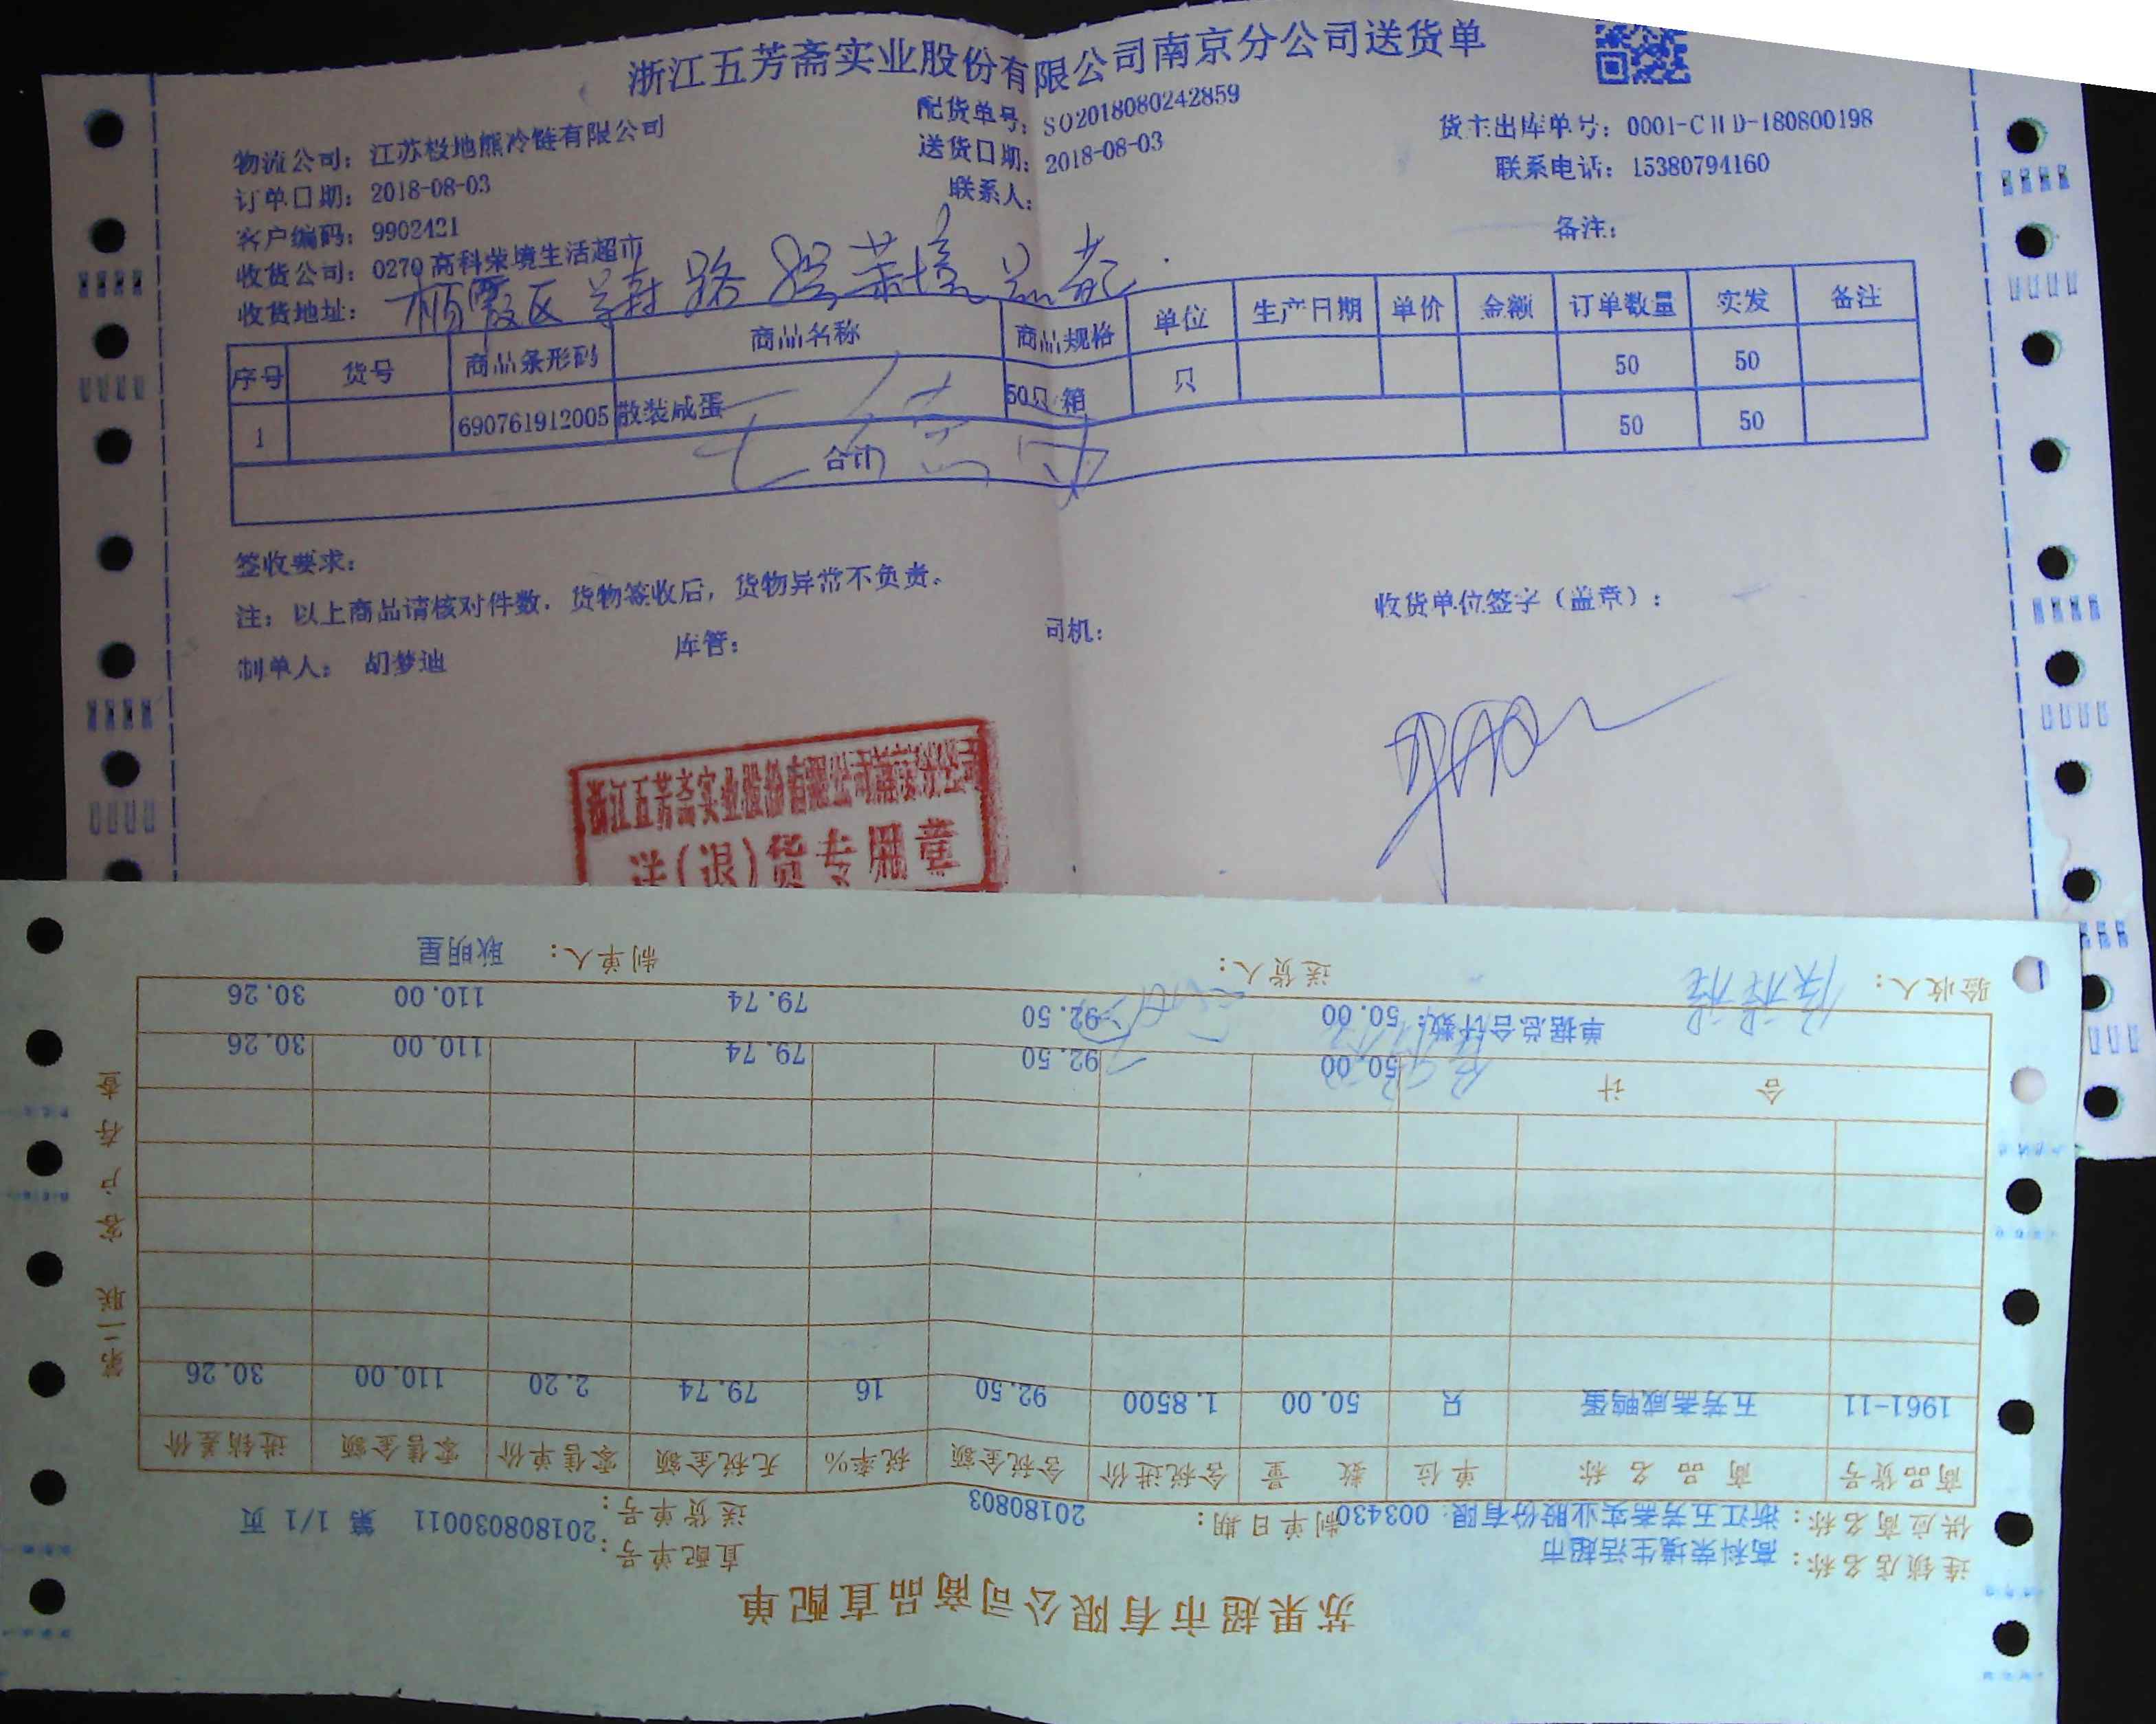 浙江五芳斋实业股份有限公司南京分公司送货单
物流公司：江苏极地熊冷链有限公司 配货单号：SO2018080242859 货主出库单号：0001-CHD-180800198
订单日期：2018-08-03 送货日期：2018-08-03 联系电话：15380794160
客户编码：9902421 联系人： 备注：
收货公司：0270 高科荣境生活超市
收货地址：栖霞区 路 荣境
序号 货号 商品条形码 商品名称 商品规格 单位 生产日期 单价 金额 订单数量 实发 备注
1 690761912005 散装咸蛋 50只/箱 只 50 50
合计 50 50
签收要求：
注：以上商品请核对件数，货物签收后，货物异常不负责。
制单人：胡梦迪 库管： 司机： 收货单位签字（盖章）：
浙江五芳斋实业股份有限公司南京分公司
送(退)货专用章
苏果超市有限公司商品直配单
连锁店名称：高科荣境生活超市 直配单号：
供应商名称：浙江五芳斋实业股份有限 003430 制单日期：20180803 送货单号：201808030011 第 1/1 页
商品货号 商品名称 单位 数量 含税进价 含税金额 税率% 无税金额 零售单价 零售金额 进销差价
1961-11 五芳斋咸鸭蛋 只 50.00 1.8500 92.50 16 79.74 2.20 110.00 30.26
合计 50.00 92.50 79.74 110.00 30.26
单据总合计数：50.00 92.50 79.74 110.00 30.26
验收人： 送货人： 制单人：耿明星
第二联 客户存查